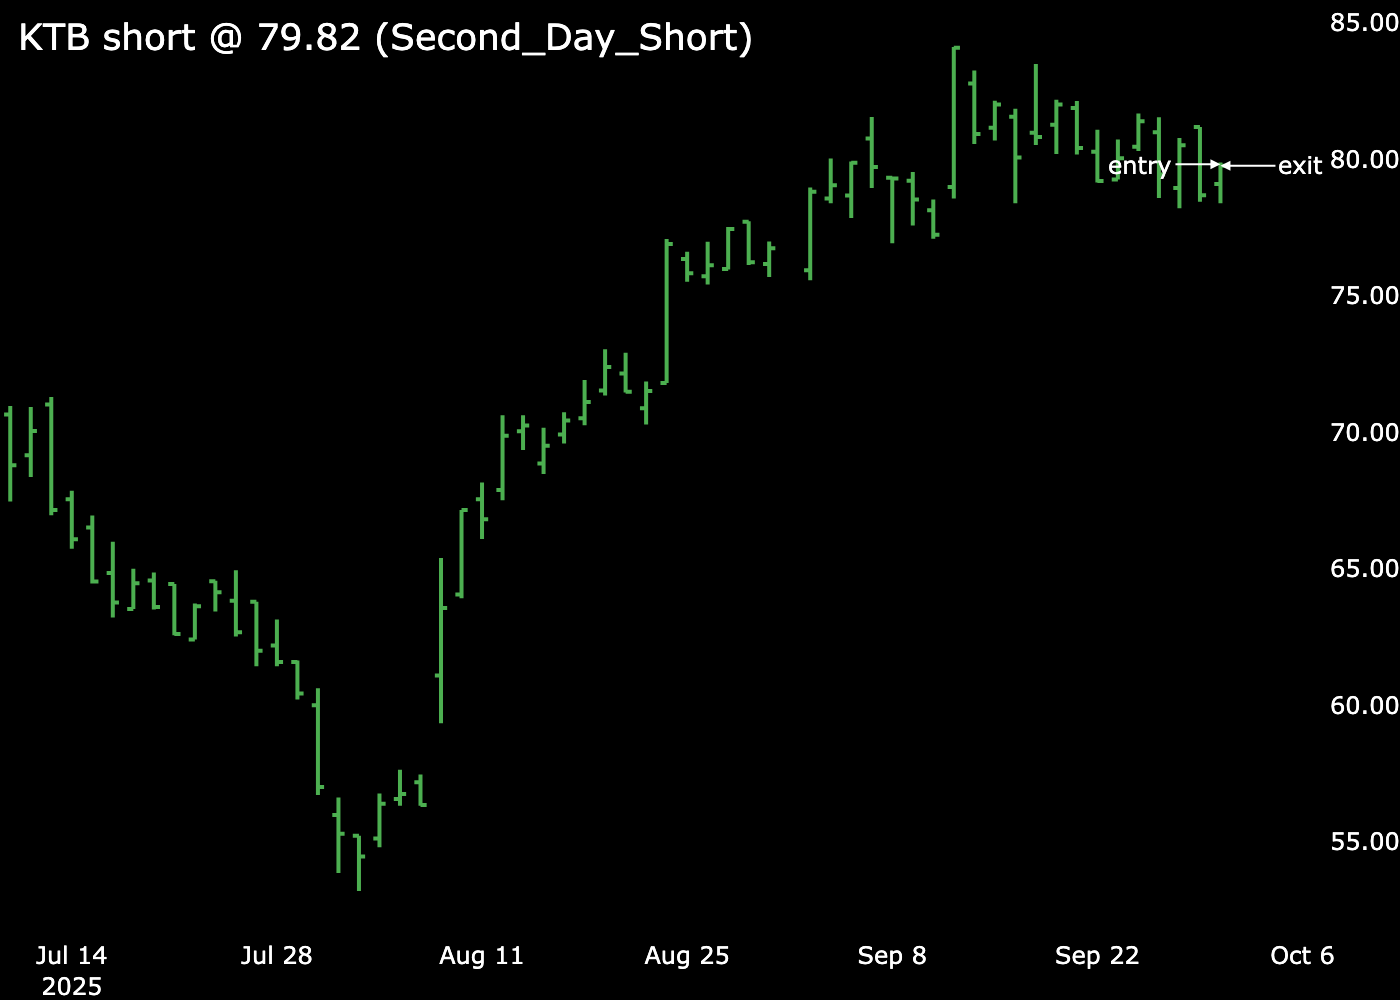 KTB short @ 79.82 (Second_Day_Short)
85.00
entry
exit
80.00
75.00
70.00
65.00
60.00
55.00
Jul 14
2025
Jul 28
Aug 11
Aug 25
Sep 8
Sep 22
Oct 6